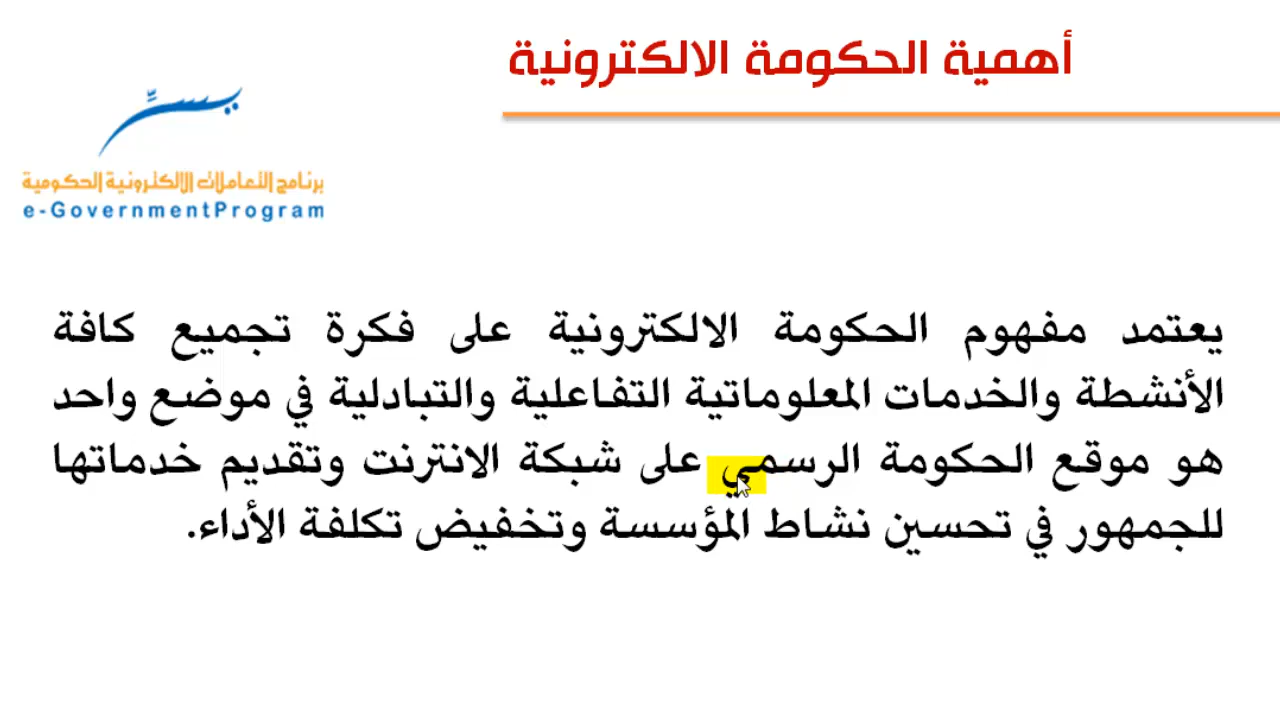 أهمية الحكومة الالكترونية
يسّر
برنامج التعاملات الالكترونية الحكومية
e-GovernmentProgram
يعتمد مفهوم الحكومة الالكترونية على فكرة تجميع كافة
الأنشطة والخدمات المعلوماتية التفاعلية والتبادلية في موضع واحد
هو موقع الحكومة الرسمي على شبكة الانترنت وتقديم خدماتها
للجمهور في تحسين نشاط المؤسسة وتخفيض تكلفة الأداء.